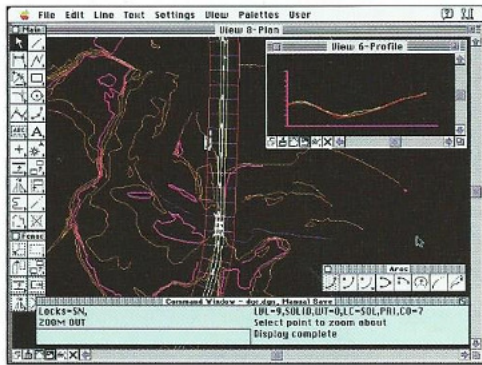 File Edit Line Text Settings View Palettes User
Main
View 8-Plan
View 6-Profile
ABC A
Fence
Arcs
Command Window - doc.dgn, Manual Save
Locks=SN,
LVL=9,SOLID,WT=0,LC=SOL,PRI,CO=7
ZOOM OUT
Select point to zoom about
Display complete